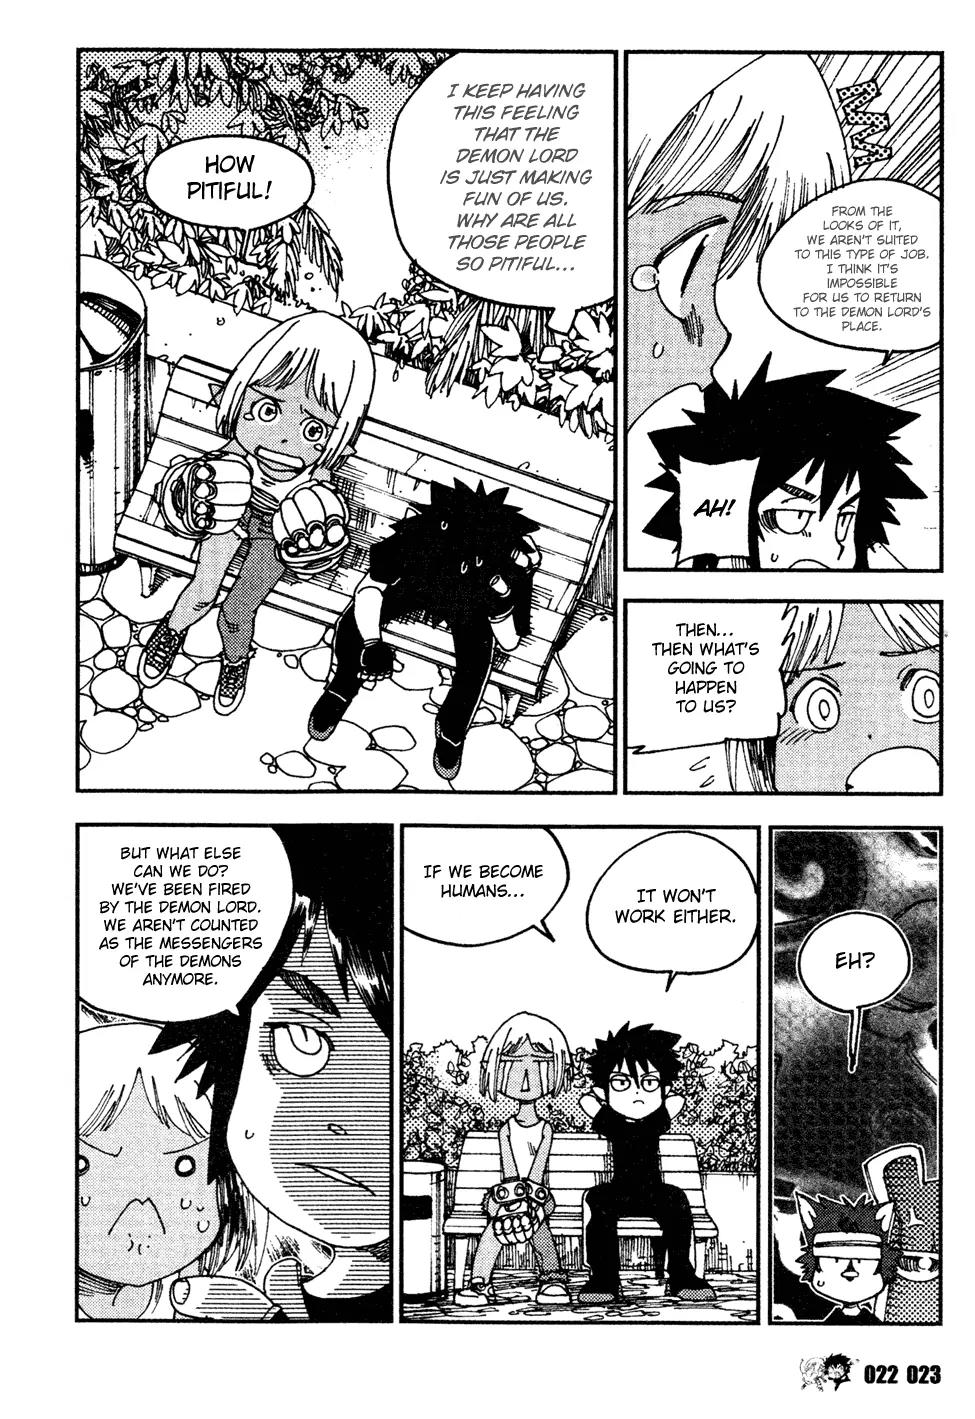 HOW
PITIFUL!
I KEEP HAVING
THIS FEELING
THAT THE
DEMON LORD
IS JUST MAKING
FUN OF US.
WHY ARE ALL
THOSE PEOPLE
SO PITIFUL...
FROM THE
LOOKS OF IT,
WE AREN'T SUITED
TO THIS TYPE OF JOB.
I THINK IT'S
IMPOSSIBLE
FOR US TO RETURN
TO THE DEMON LORD'S
PLACE.
AH!
THEN...
THEN WHAT'S
GOING TO
HAPPEN
TO US?
BUT WHAT ELSE
CAN WE DO?
WE'VE BEEN FIRED
BY THE DEMON LORD.
WE AREN'T COUNTED
AS THE MESSENGERS
OF THE DEMONS
ANYMORE.
IF WE BECOME
HUMANS...
IT WON'T
WORK EITHER.
EH?
022 023